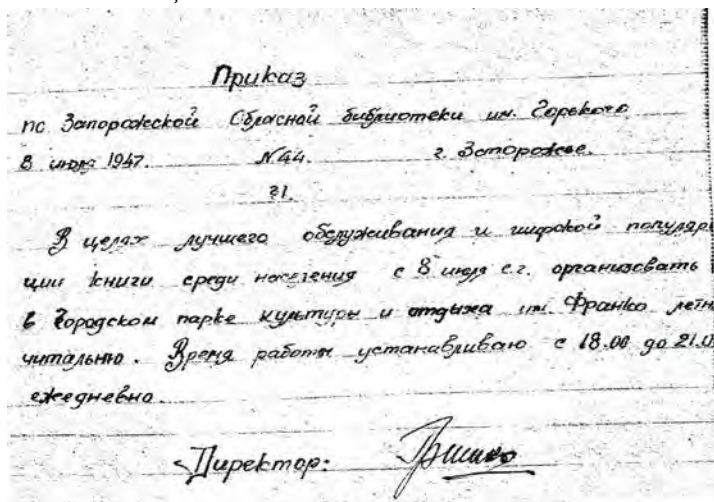 Приказ
по Запорожской Областной библиотеки им. Горького
8 июля 1947. N 44. г. Запорожье.
§1.
В целях лучшего обслуживания и широкой популяр
ции книги среди населения с 8 июля с.г. организовать
в Городском парке культуры и отдыха им. Франко летн
читальню. Время работы устанавливаю с 18.00 до 21.0
ежедневно.
Директор: